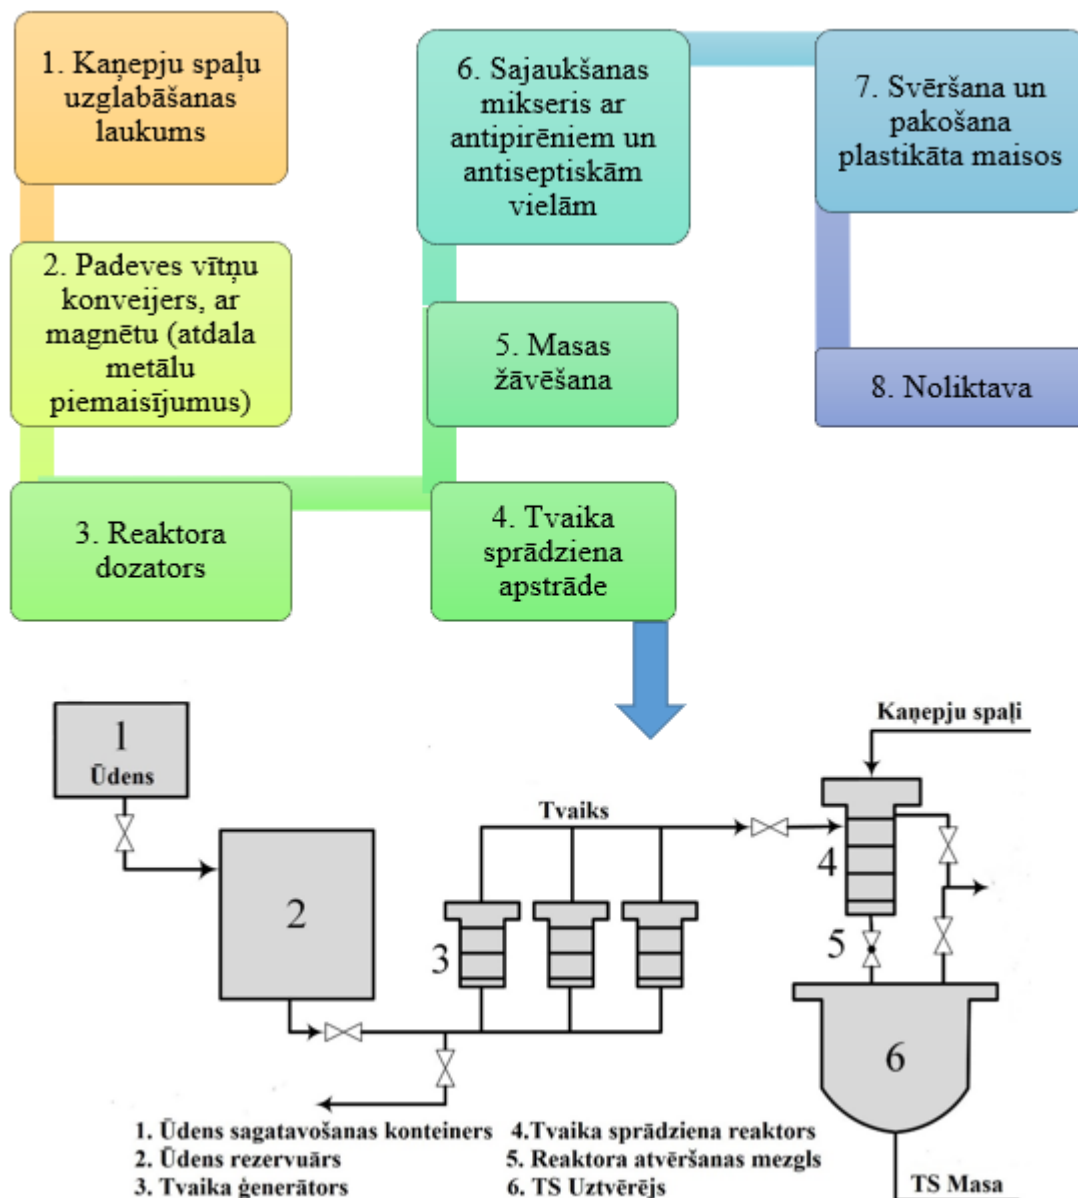 1. Kaņepju spaļu
uzglabāšanas
laukums
2. Padeves vītņu
konveijers, ar
magnētu (atdala
metālu
piemaisījumus)
3. Reaktora
dozators
4. Tvaika
sprādziena
apstrāde
5. Masas
žāvēšana
6. Sajaukšanas
mikseris ar
antipirēniem un
antiseptiskām
vielām
7. Svēršana un
pakošana
plastikāta maisos
8. Noliktava
1
Ūdens
2
3
Tvaiks
Kaņepju spaļi
4
5
6
TS Masa
1. Ūdens sagatavošanas konteiners
2. Ūdens rezervuārs
3. Tvaika ģenerātors
4.Tvaika sprādziena reaktors
5. Reaktora atvēršanas mezgls
6. TS Uztvērējs